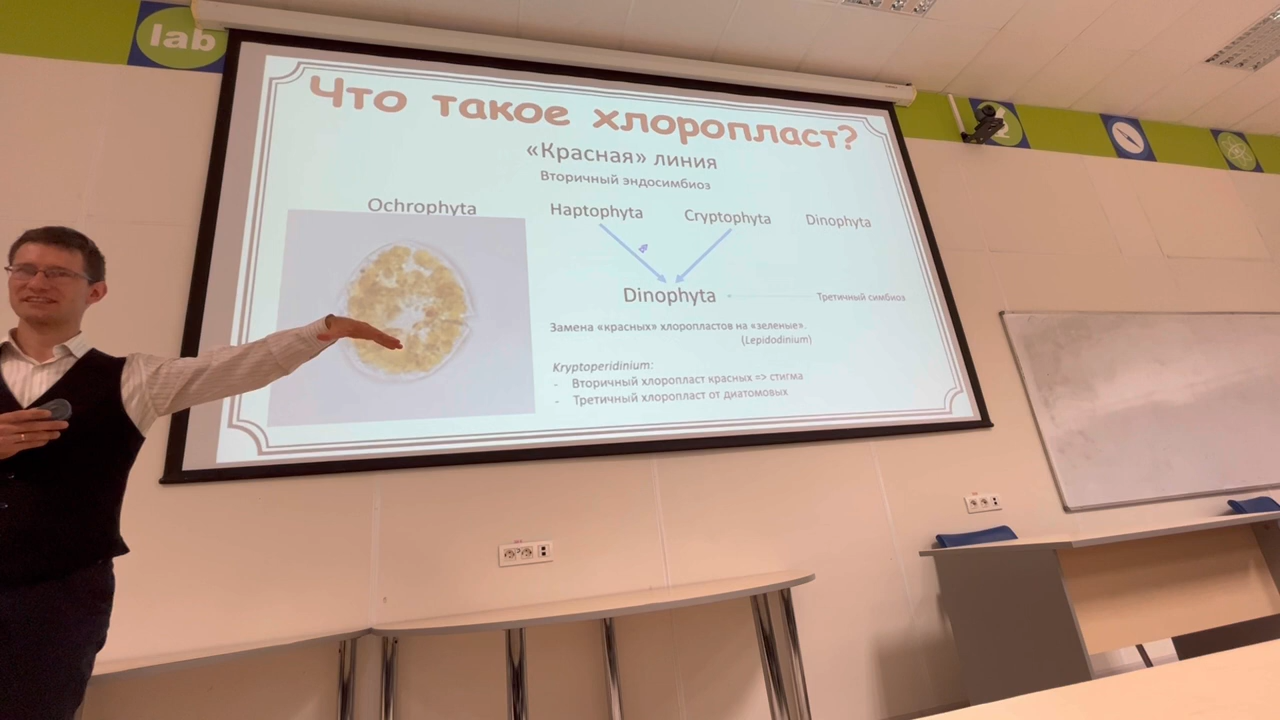 lab
Что такое хлоропласт?
«Красная» линия
Вторичный эндосимбиоз
Ochrophyta Haptophyta Cryptophyta Dinophyta
Dinophyta Третичный симбиоз
Замена «красных» хлоропластов на «зеленые».
(Lepidodinium)
Kryptoperidinium:
- Вторичный хлоропласт красных => стигма
- Третичный хлоропласт от диатомовых